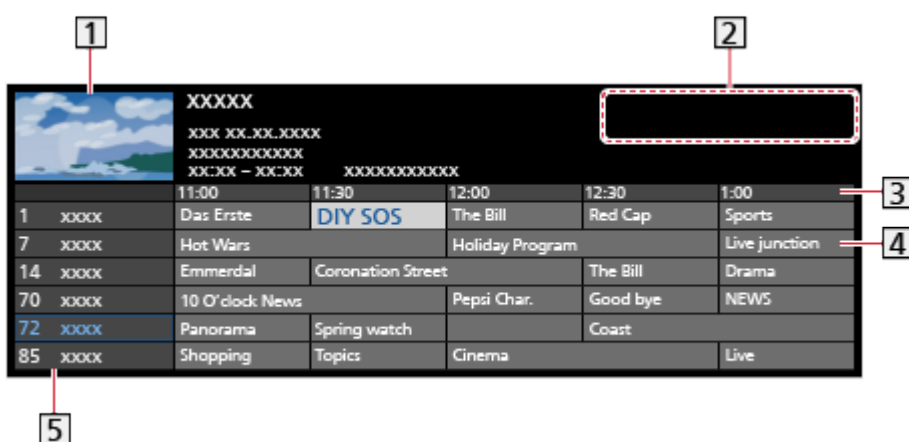 1 2
XXXXX
xxx xx.xx.xxxx
xxxxxxxxxxx
xx:xx – xx:xx xxxxxxxxxxx
11:00 11:30 12:00 12:30 1:00 3
1 xxxx Das Erste DIY SOS The Bill Red Cap Sports
7 xxxx Hot Wars Holiday Program Live junction 4
14 xxxx Emmerdal Coronation Street The Bill Drama
70 xxxx 10 O'clock News Pepsi Char. Good bye NEWS
72 xxxx Panorama Spring watch Coast
85 xxxx Shopping Topics Cinema Live
5